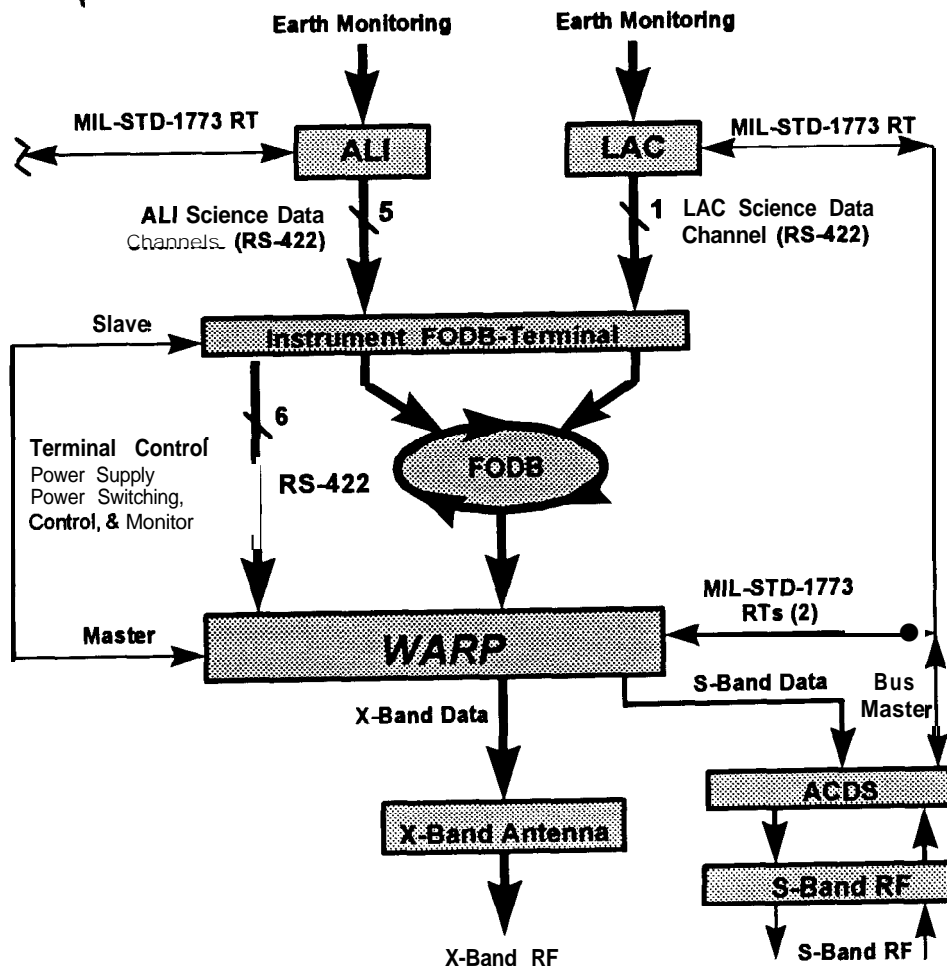 Earth Monitoring
Earth Monitoring
MIL-STD-1773 RT
ALI
LAC
MIL-STD-1773 RT
ALI Science Data
Channels (RS-422)
5
1
LAC Science Data
Channel (RS-422)
Slave
Instrument FODB-Terminal
6
Terminal Control
Power Supply
Power Switching,
Control, & Monitor
RS-422
FODB
MIL-STD-1773
RTs (2)
Master
WARP
S-Band Data
Bus
Master
X-Band Data
ACDS
X-Band Antenna
S-Band RF
X-Band RF
S-Band RF